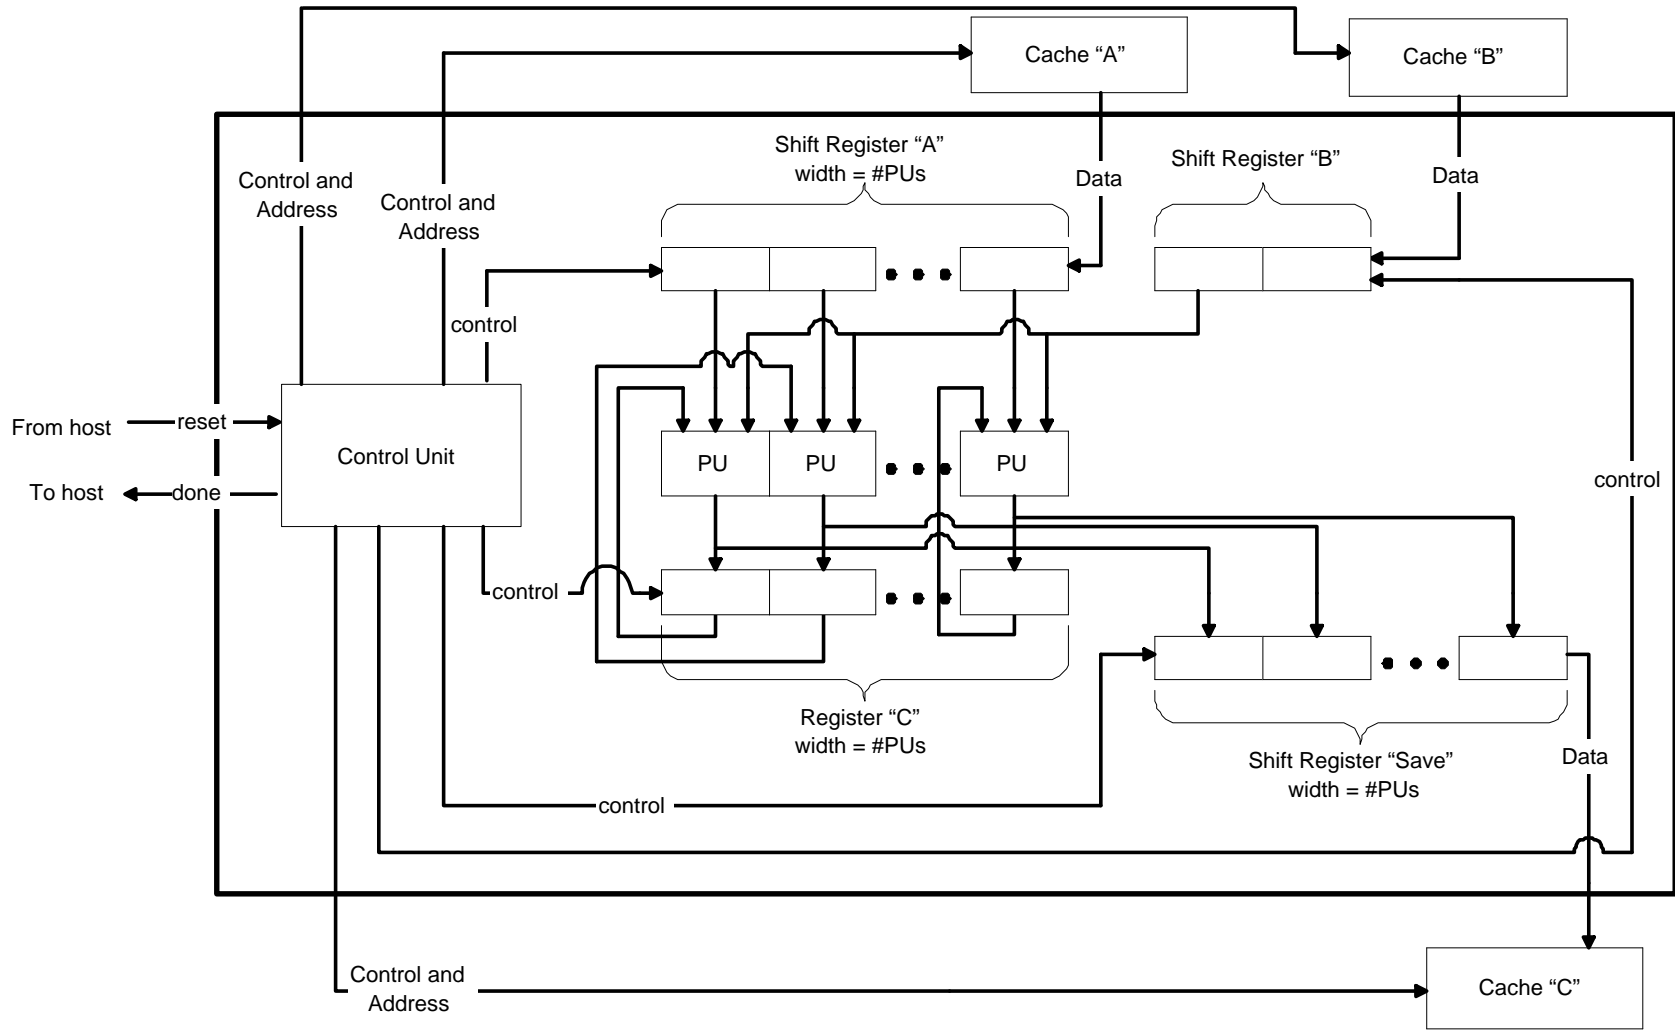 Cache “A”
Cache “B”
Shift Register “A”
width = #PUs
Shift Register “B”
Data
Data
Control and
Address
Control and
Address
control
From host
reset
Control Unit
PU
PU
PU
To host
done
control
control
Register “C”
width = #PUs
Shift Register “Save”
width = #PUs
Data
control
Control and
Address
Cache “C”